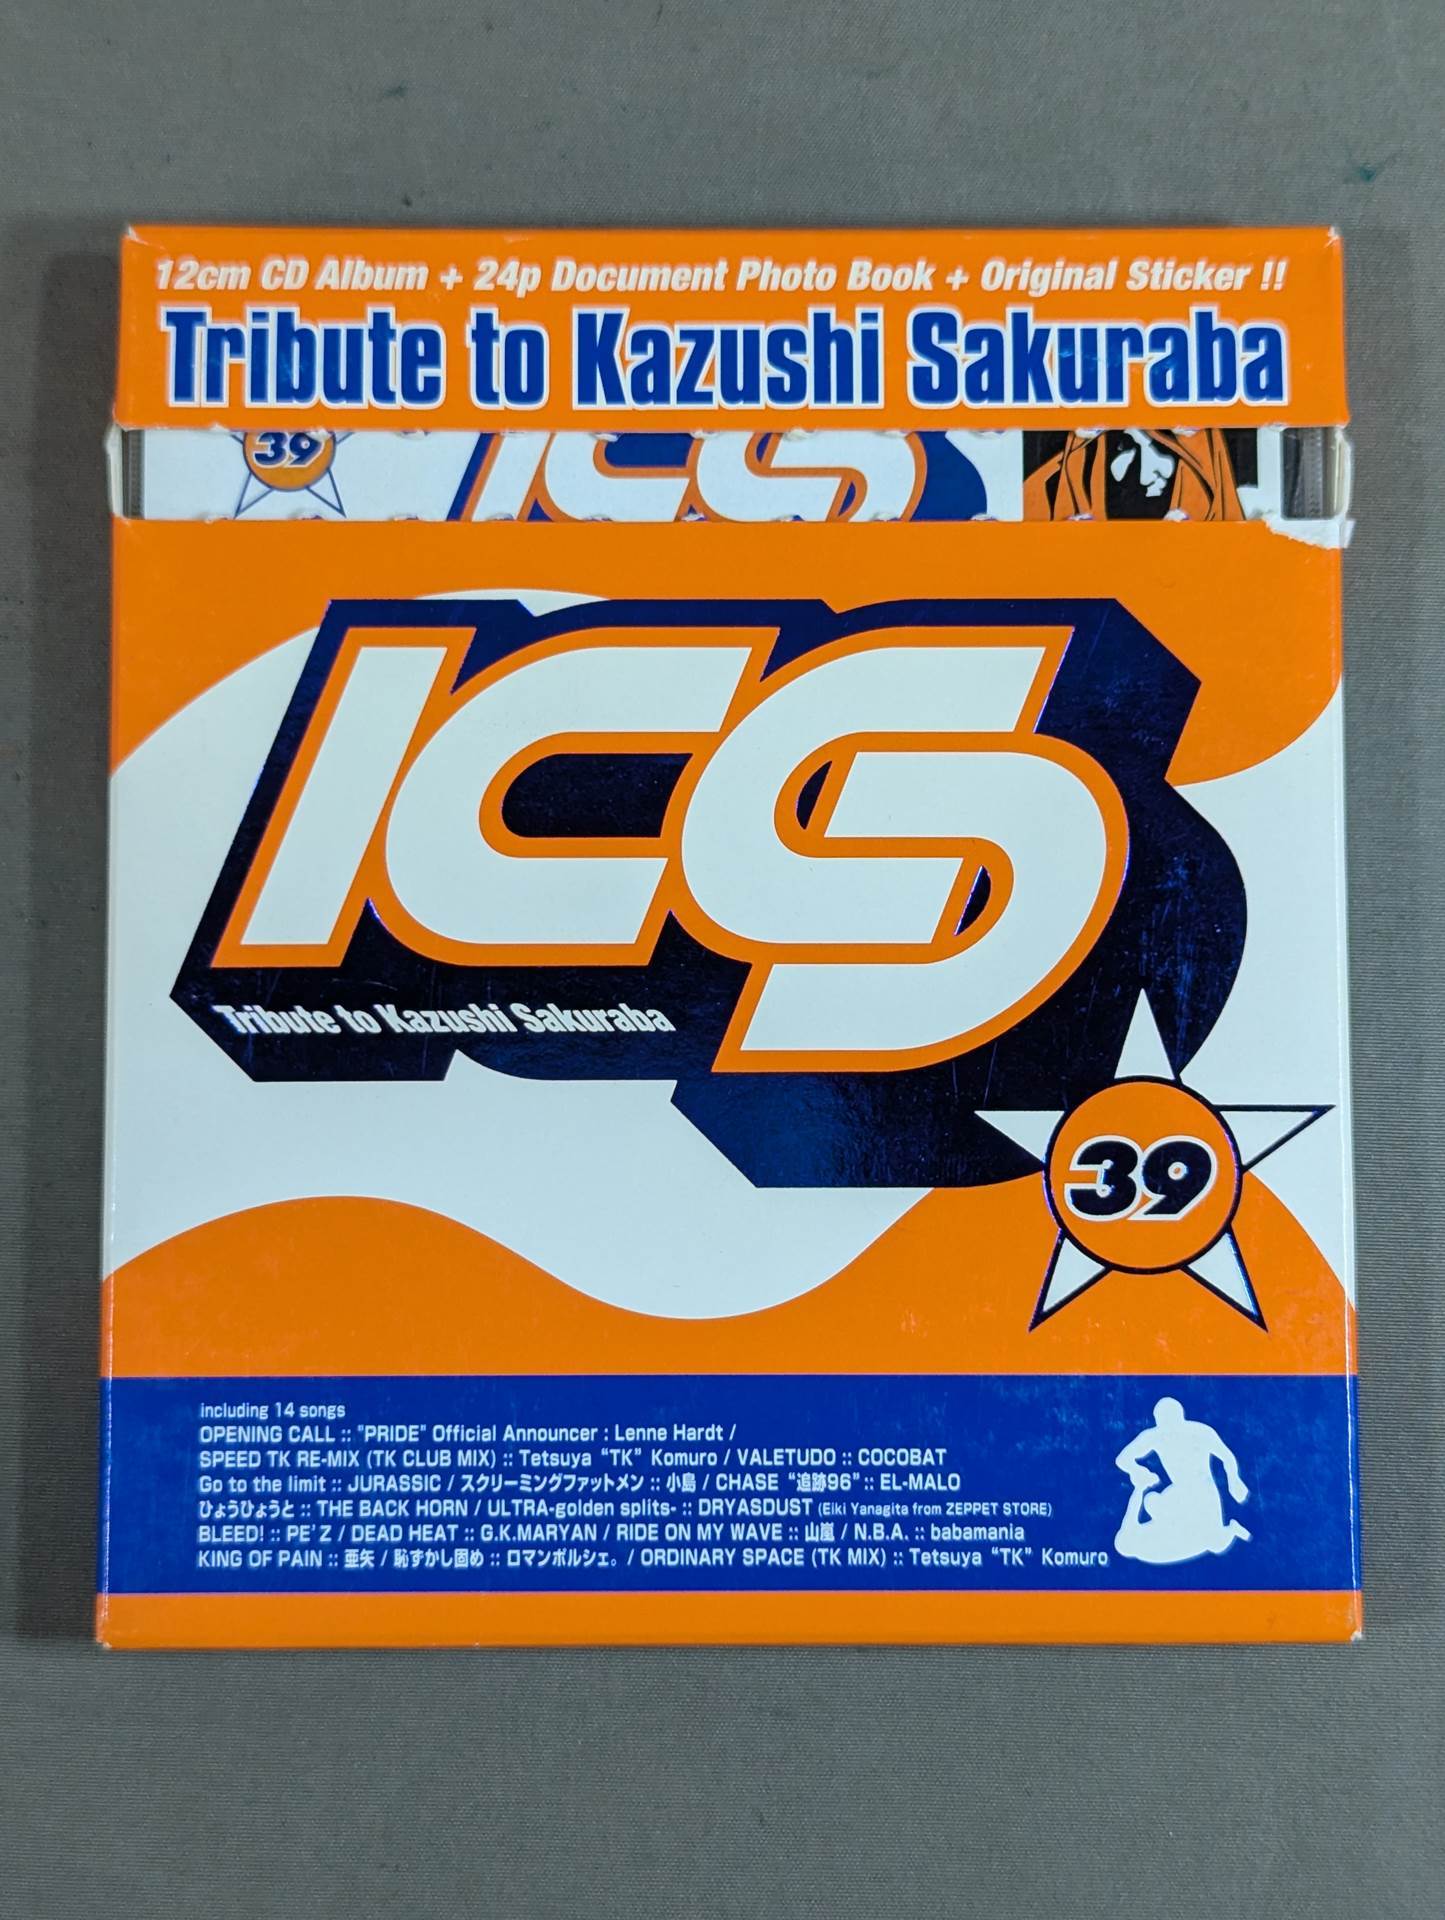 12cm CD Album + 24p Document Photo Book + Original Sticker !!
Tribute to Kazushi Sakuraba
39
ICS
ICS
Tribute to Kazushi Sakuraba
39
including 14 songs
OPENING CALL :: "PRIDE" Official Announcer : Lenne Hardt /
SPEED TK RE-MIX (TK CLUB MIX) :: Tetsuya “TK” Komuro / VALETUDO :: COCOBAT
Go to the limit :: JURASSIC / スクリーミングファットメン :: 小島 / CHASE “追跡96” :: EL-MALO
ひょうひょうと :: THE BACK HORN / ULTRA-golden splits- :: DRYASDUST (Eiki Yanagita from ZEPPET STORE)
BLEED! :: PE'Z / DEAD HEAT :: G.K.MARYAN / RIDE ON MY WAVE :: 山嵐 / N.B.A. :: babamania
KING OF PAIN :: 亜矢 / 恥ずかし固め :: ロマンポルシェ。 / ORDINARY SPACE (TK MIX) :: Tetsuya “TK” Komuro